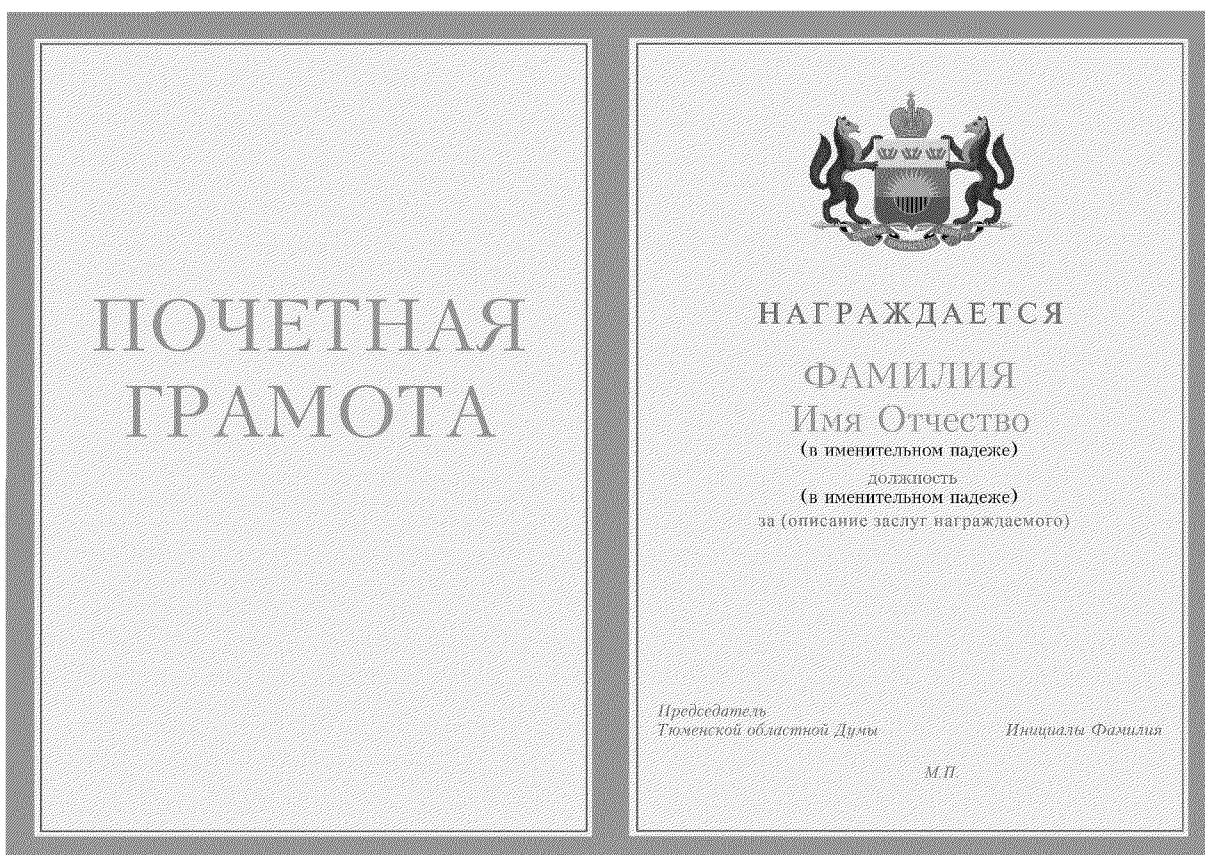 ПОЧЕТНАЯ
ГРАМОТА
НАГРАЖДАЕТСЯ
ФАМИЛИЯ
Имя Отчество
(в именительном падеже)
должность
(в именительном падеже)
за (описание заслуг награждаемого)
Председатель
Тюменской областной Думы
Инициалы Фамилия
М.П.